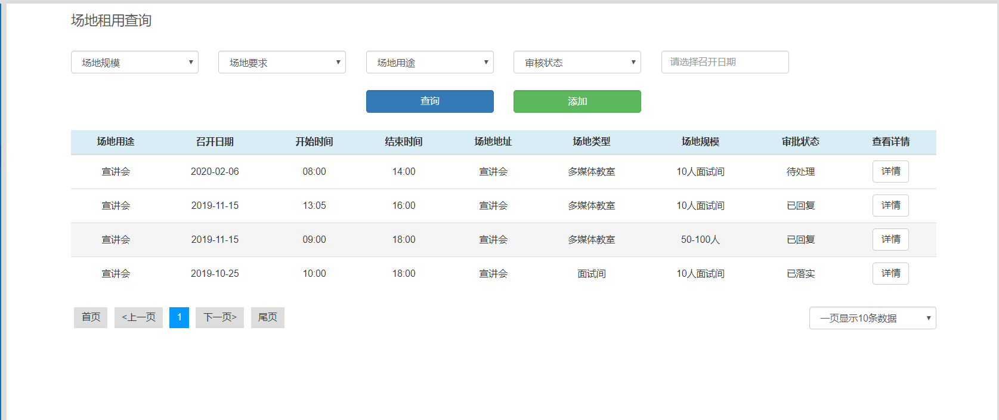 场地租用查询
场地规模 场地要求 场地用途 审核状态 请选择召开日期
查询 添加
场地用途 召开日期 开始时间 结束时间 场地地址 场地类型 场地规模 审批状态 查看详情
宣讲会 2020-02-06 08:00 14:00 宣讲会 多媒体教室 10人面试间 待处理 详情
宣讲会 2019-11-15 13:05 16:00 宣讲会 多媒体教室 10人面试间 已回复 详情
宣讲会 2019-11-15 09:00 18:00 宣讲会 多媒体教室 50-100人 已回复 详情
宣讲会 2019-10-25 10:00 18:00 宣讲会 面试间 10人面试间 已落实 详情
首页 <上一页 1 下一页> 尾页 一页显示10条数据